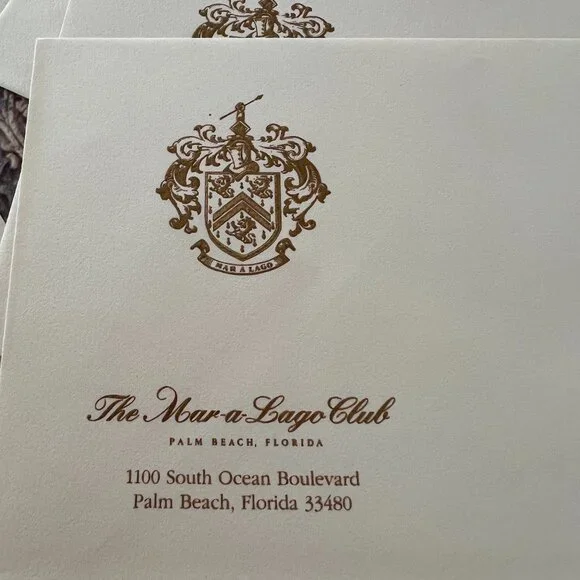 MAR A LAGO
The Mar-a-Lago Club
PALM BEACH, FLORIDA
1100 South Ocean Boulevard
Palm Beach, Florida 33480